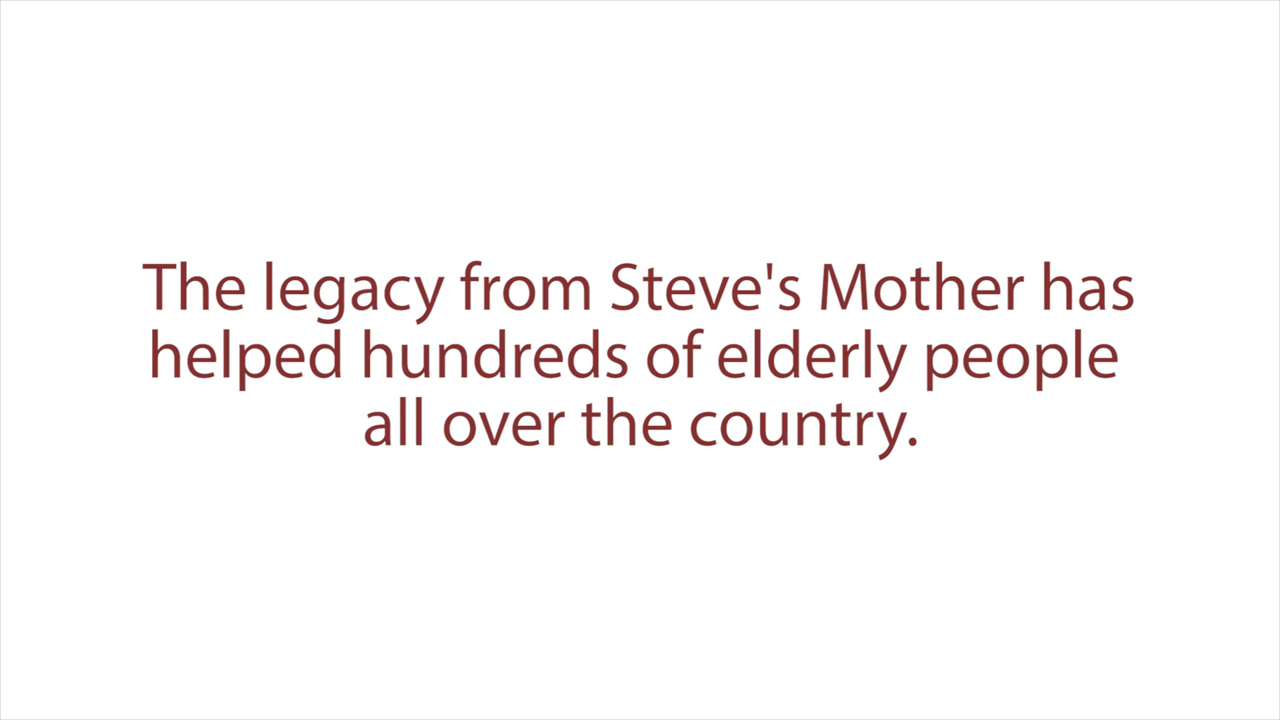 The legacy from Steve's Mother has
helped hundreds of elderly people
all over the country.